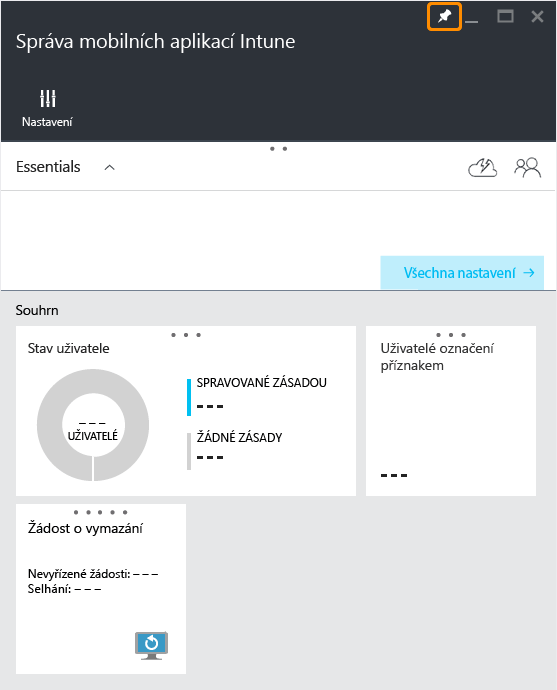 Správa mobilních aplikací Intune
Nastavení
Essentials
Všechna nastavení
Souhrn
Stav uživatele
--- 
UŽIVATELÉ
SPRAVOVANÉ ZÁSADOU
---
ŽÁDNÉ ZÁSADY
---
Uživatelé označení
příznakem
---
Žádost o vymazání
Nevyřízené žádosti: – – –
Selhání: – – –